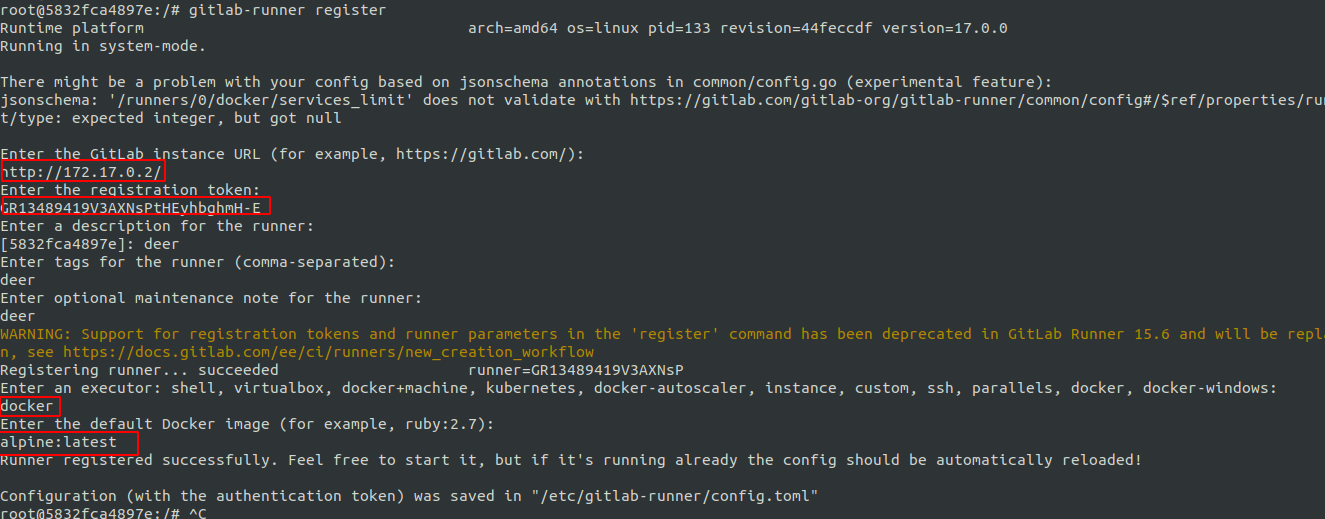 root@5832fca4897e:/# gitlab-runner register
Runtime platform arch=amd64 os=linux pid=133 revision=44feccdf version=17.0.0
Running in system-mode.
There might be a problem with your config based on jsonschema annotations in common/config.go (experimental feature):
jsonschema: '/runners/0/docker/services_limit' does not validate with https://gitlab.com/gitlab-org/gitlab-runner/common/config#/$ref/properties/run
t/type: expected integer, but got null
Enter the GitLab instance URL (for example, https://gitlab.com/):
http://172.17.0.2/
Enter the registration token:
GR13489419V3AXNsPtHEyhbghmH-E
Enter a description for the runner:
[5832fca4897e]: deer
Enter tags for the runner (comma-separated):
deer
Enter optional maintenance note for the runner:
deer
WARNING: Support for registration tokens and runner parameters in the 'register' command has been deprecated in GitLab Runner 15.6 and will be repla
n, see https://docs.gitlab.com/ee/ci/runners/new_creation_workflow
Registering runner... succeeded runner=GR13489419V3AXNsP
Enter an executor: shell, virtualbox, docker+machine, kubernetes, docker-autoscaler, instance, custom, ssh, parallels, docker, docker-windows:
docker
Enter the default Docker image (for example, ruby:2.7):
alpine:latest
Runner registered successfully. Feel free to start it, but if it's running already the config should be automatically reloaded!
Configuration (with the authentication token) was saved in "/etc/gitlab-runner/config.toml"
root@5832fca4897e:/# ^C